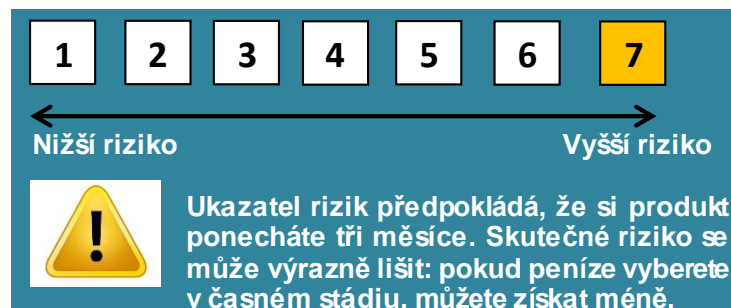 1 2 3 4 5 6 7
Nižší riziko Vyšší riziko
Ukazatel rizik předpokládá, že si produkt
ponecháte tři měsíce. Skutečné riziko se
může výrazně lišit: pokud peníze vyberete
v časném stádiu, můžete získat méně.